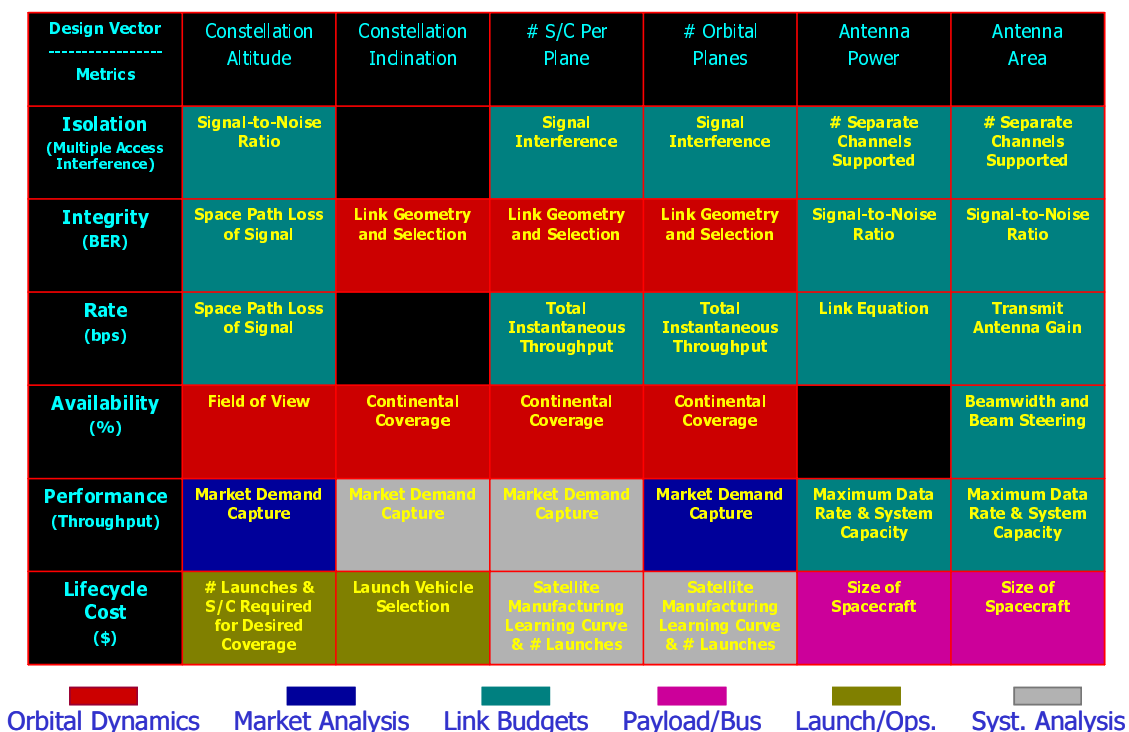 Design Vector
-----------------
Metrics
Constellation
Altitude
Constellation
Inclination
# S/C Per
Plane
# Orbital
Planes
Antenna
Power
Antenna
Area
Isolation
(Multiple Access
Interference)
Signal-to-Noise
Ratio
Signal
Interference
Signal
Interference
# Separate
Channels
Supported
# Separate
Channels
Supported
Integrity
(BER)
Space Path Loss
of Signal
Link Geometry
and Selection
Link Geometry
and Selection
Link Geometry
and Selection
Signal-to-Noise
Ratio
Signal-to-Noise
Ratio
Rate
(bps)
Space Path Loss
of Signal
Total
Instantaneous
Throughput
Total
Instantaneous
Throughput
Link Equation
Transmit
Antenna Gain
Availability
(%)
Field of View
Continental
Coverage
Continental
Coverage
Continental
Coverage
Beamwidth and
Beam Steering
Performance
(Throughput)
Market Demand
Capture
Market Demand
Capture
Market Demand
Capture
Market Demand
Capture
Maximum Data
Rate & System
Capacity
Maximum Data
Rate & System
Capacity
Lifecycle
Cost
($)
# Launches &
S/C Required
for Desired
Coverage
Launch Vehicle
Selection
Satellite
Manufacturing
Learning Curve
& # Launches
Satellite
Manufacturing
Learning Curve
& # Launches
Size of
Spacecraft
Size of
Spacecraft
Orbital Dynamics
Market Analysis
Link Budgets
Payload/Bus
Launch/Ops.
Syst. Analysis